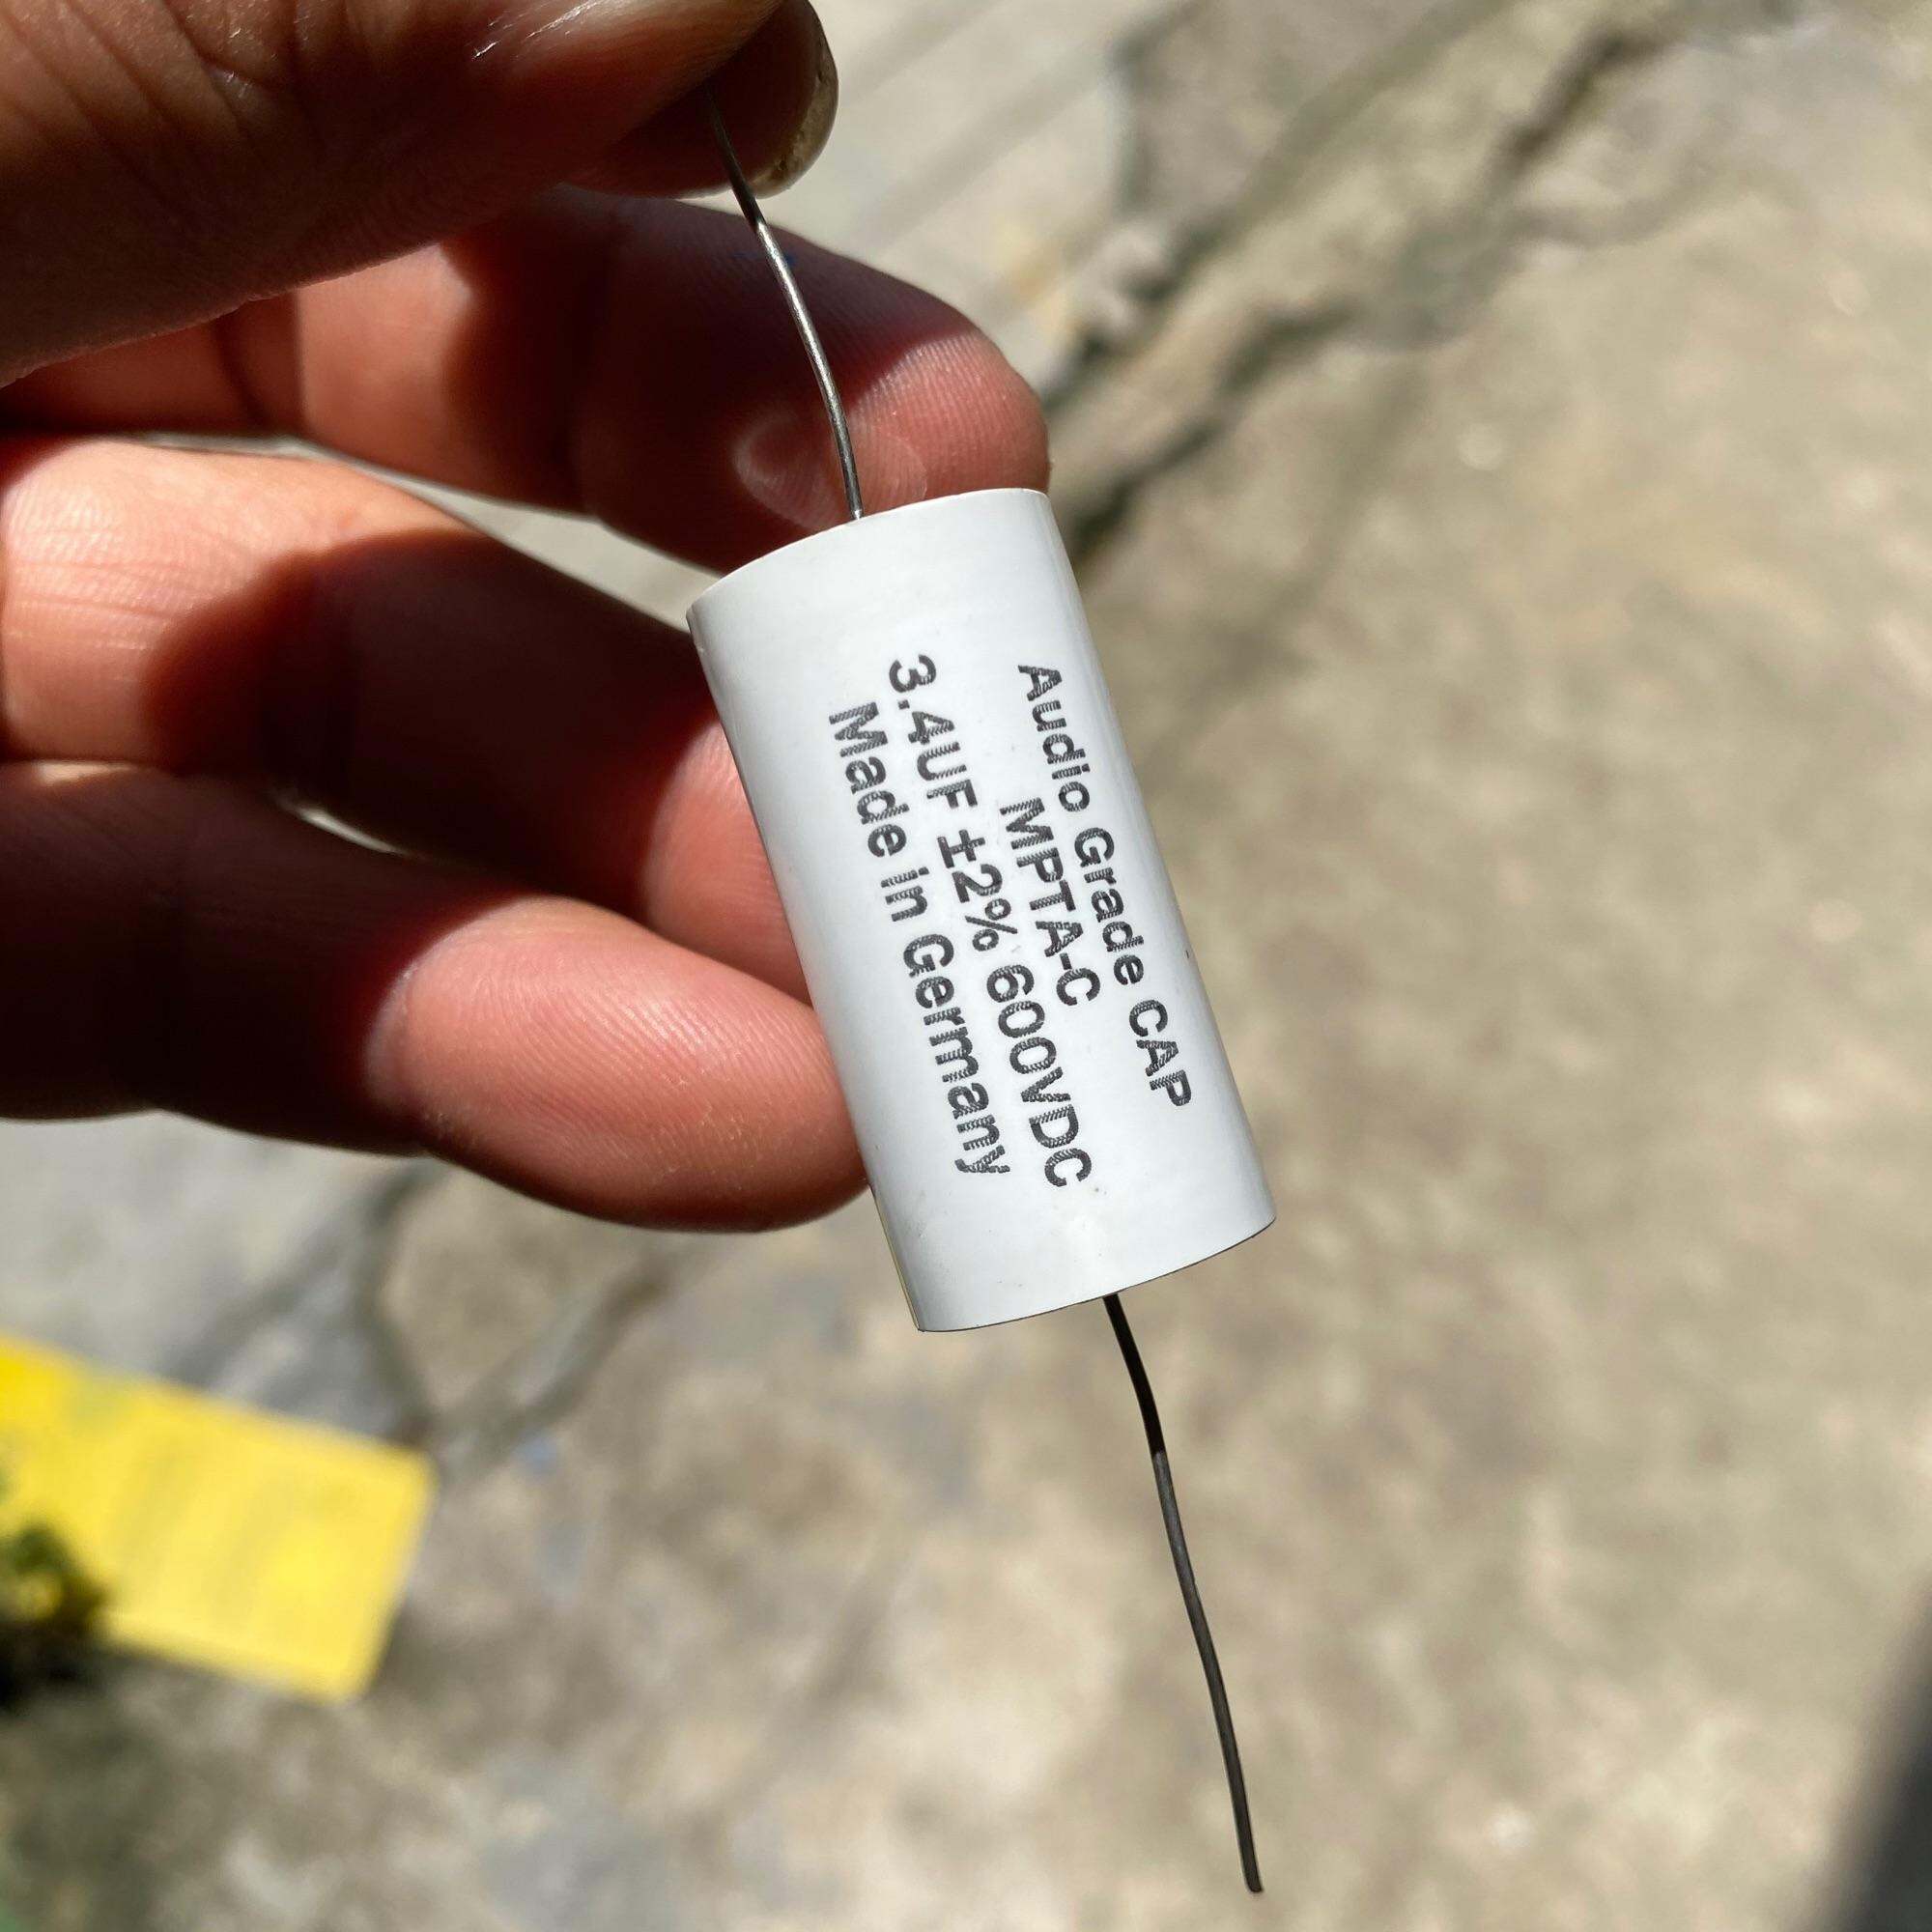 Audio Grade CAP
MPTA-C
3.4UF ±2% 600VDC
Made in Germany